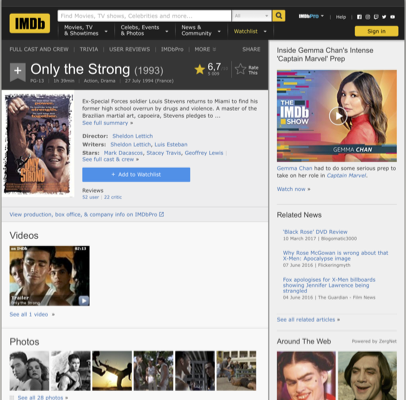 IMDb
Find Movies, TV shows, Celebrities and more...
All
IMDbPro
Help
Movies, TV & Showtimes
Celebs, Events & Photos
News & Community
Watchlist
Sign in
FULL CAST AND CREW | TRIVIA | USER REVIEWS | IMDbPro | MORE
SHARE
Only the Strong (1993)
PG-13 | 1h 39min | Action, Drama | 27 July 1994 (France)
6,7
Rate This
Ex-Special Forces soldier Louis Stevens returns to Miami to find his
former high school overrun by drugs and violence. A master of the
Brazilian martial art, capoeira, Stevens pledges to ...
See full summary »
Director: Sheldon Lettich
Writers: Sheldon Lettich, Luis Esteban
Stars: Mark Dacascos, Stacey Travis, Geoffrey Lewis |
See full cast & crew »
+ Add to Watchlist
Reviews
52 user | 22 critic
View production, box office, & company info on IMDbPro
Videos
02:13
Trailer
Only the Strong
See all 1 video »
Photos
See all 28 photos »
Inside Gemma Chan's Intense
'Captain Marvel' Prep
THE
IMDb
SHOW
GEMMA CHAN
Gemma Chan had to do some serious prep
to take on her role in Captain Marvel.
Watch now »
Related News
'Black Rose' DVD Review
10 March 2017 | Blogomatic3000
Why Rose McGowan is wrong about that
X-Men: Apocalypse image
07 June 2016 | Flickeringmyth
Fox apologises for X-Men billboards
showing Jennifer Lawrence being
strangled
04 June 2016 | The Guardian - Film News
See all related articles »
Around The Web
Powered by ZergNet